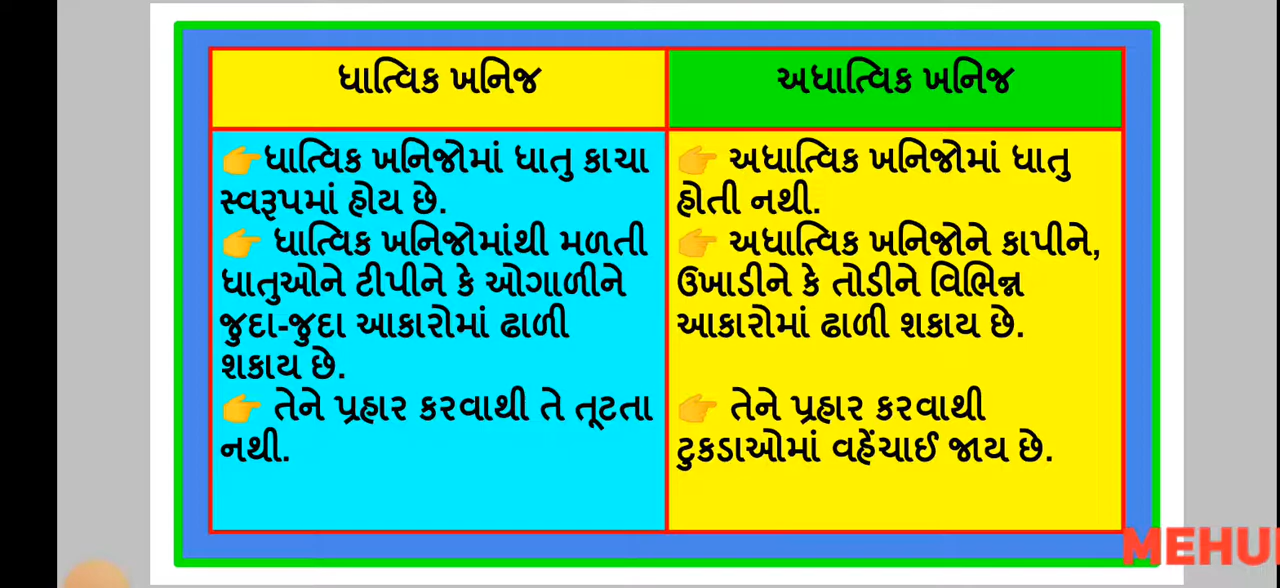 ધાત્વિક ખનિજ
અધાત્વિક ખનિજ
👉ધાત્વિક ખનિજોમાં ધાતુ કાચા
સ્વરૂપમાં હોય છે.
👉 ધાત્વિક ખનિજોમાંથી મળતી
ધાતુઓને ટીપીને કે ઓગાળીને
જુદા-જુદા આકારોમાં ઢાળી
શકાય છે.
👉 તેને પ્રહાર કરવાથી તે તૂટતા
નથી.
👉 અધાત્વિક ખનિજોમાં ધાતુ
હોતી નથી.
👉 અધાત્વિક ખનિજોને કાપીને,
ઉખાડીને કે તોડીને વિભિન્ન
આકારોમાં ઢાળી શકાય છે.
👉 તેને પ્રહાર કરવાથી
ટુકડાઓમાં વહેંચાઈ જાય છે.
MEHU